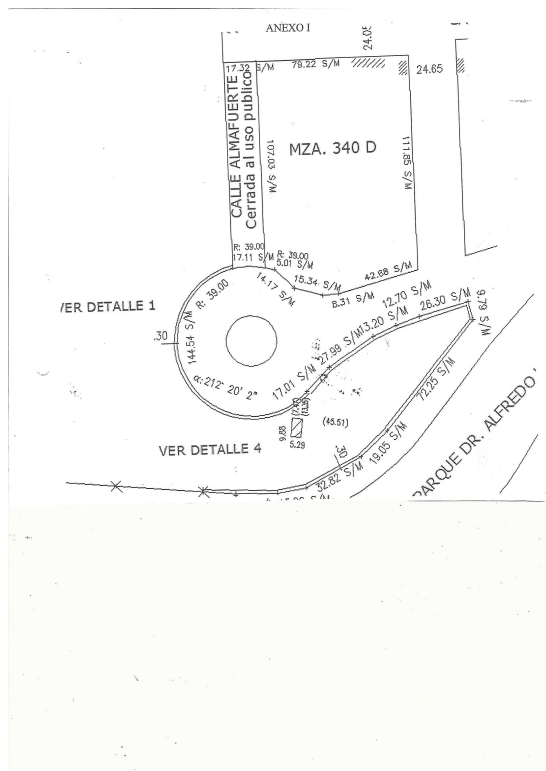 ANEXO I
24.05
17.32 S/M
79.22 S/M
24.65
CALLE ALMAFUERTE
Cerrada al uso publico
107.03 S/M
MZA. 340 D
111.85 S/M
R: 39.00
17.11 S/M
R: 39.00
5.01 S/M
14.17 S/M
15.34 S/M
8.31 S/M
42.68 S/M
R: 39.00
VER DETALLE 1
.30
144.54 S/M
α:212° 20' 2"
12.70 S/M
26.30 S/M
9.79 S/M
13.20 S/M
27.99 S/M
17.01 S/M
72.25 S/M
(45.51)
9.88
5.29
VER DETALLE 4
.30
19.05 S/M
32.82 S/M
PARQUE DR. ALFREDO